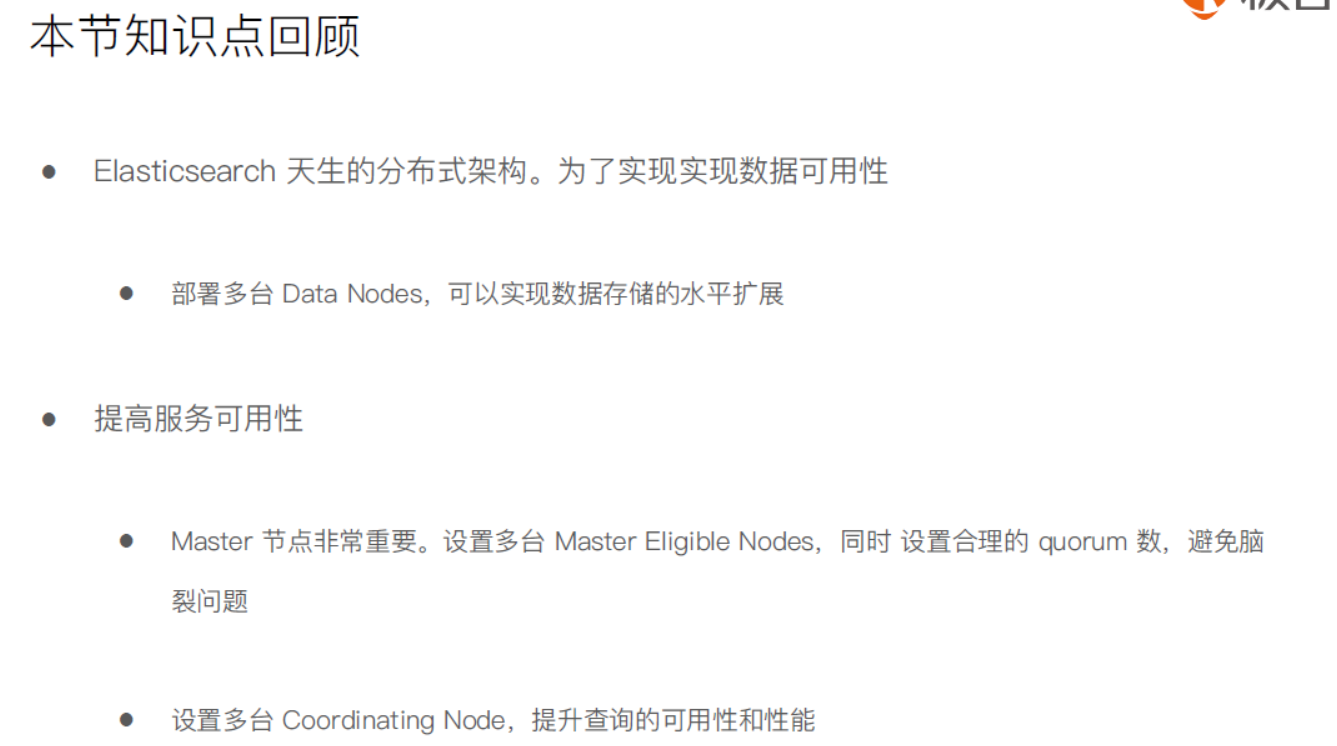 本节知识点回顾
Elasticsearch 天生的分布式架构。为了实现实现数据可用性
部署多台 Data Nodes，可以实现数据存储的水平扩展
提高服务可用性
Master 节点非常重要。设置多台 Master Eligible Nodes，同时 设置合理的 quorum 数，避免脑
裂问题
设置多台 Coordinating Node，提升查询的可用性和性能